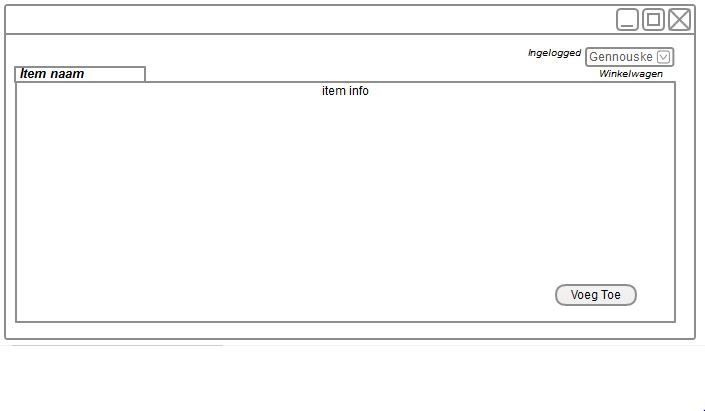 Ingelogged Gennouske
Winkelwagen
Item naam
item info
Voeg Toe